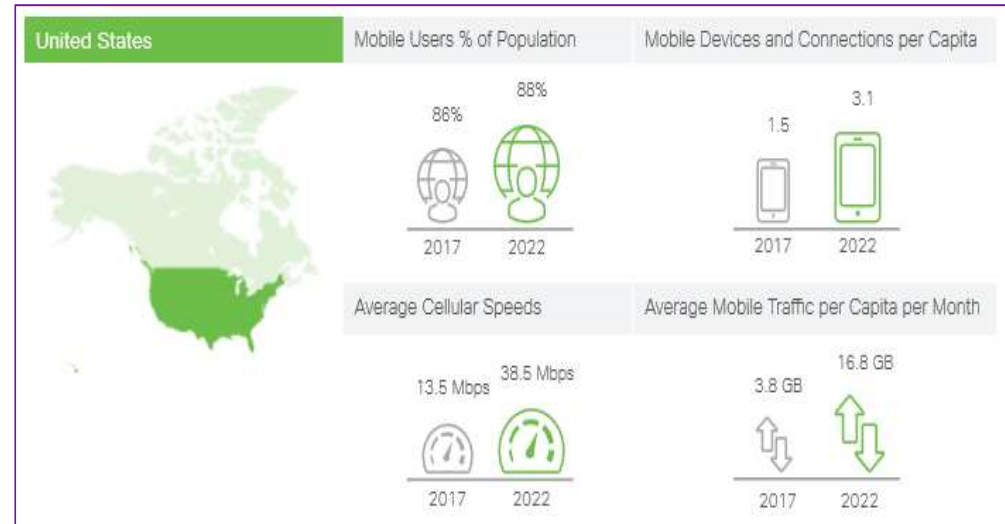 United States
Mobile Users % of Population
Mobile Devices and Connections per Capita
86%
88%
2017
2022
1.5
3.1
2017
2022
Average Cellular Speeds
Average Mobile Traffic per Capita per Month
13.5 Mbps
38.5 Mbps
2017
2022
3.8 GB
16.8 GB
2017
2022